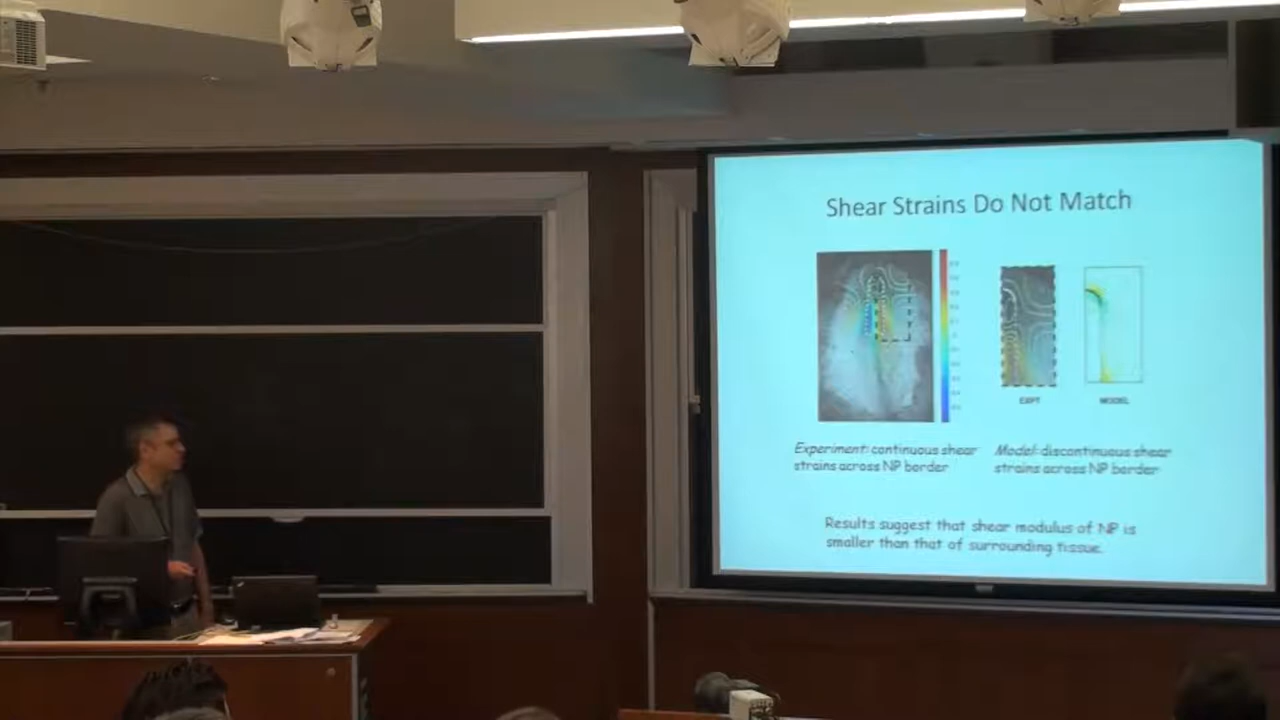 Shear Strains Do Not Match
EXPT
MODEL
Experiment: continuous shear
strains across NP border
Model: discontinuous shear
strains across NP border
Results suggest that shear modulus of NP is
smaller than that of surrounding tissue.